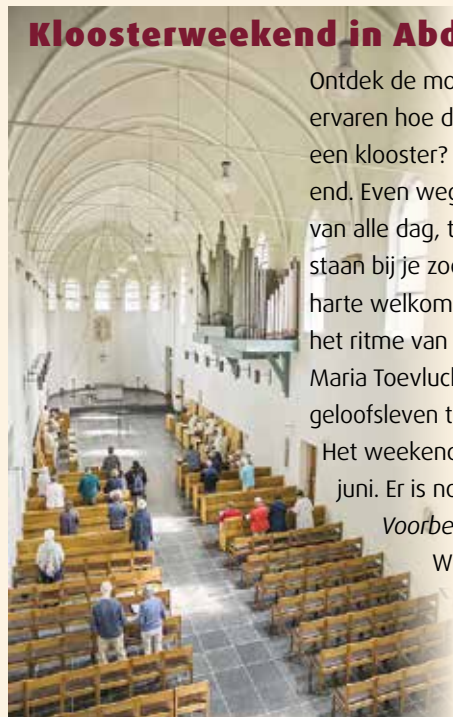 Kloosterweekend in Abd
Ontdek de mo
ervaren hoe d
een klooster?
end. Even weg
van alle dag, t
staan bij je zoe
harte welkom
het ritme van
Maria Toevluch
geloofsleven t
Het weekend
juni. Er is no
Voorbe
W